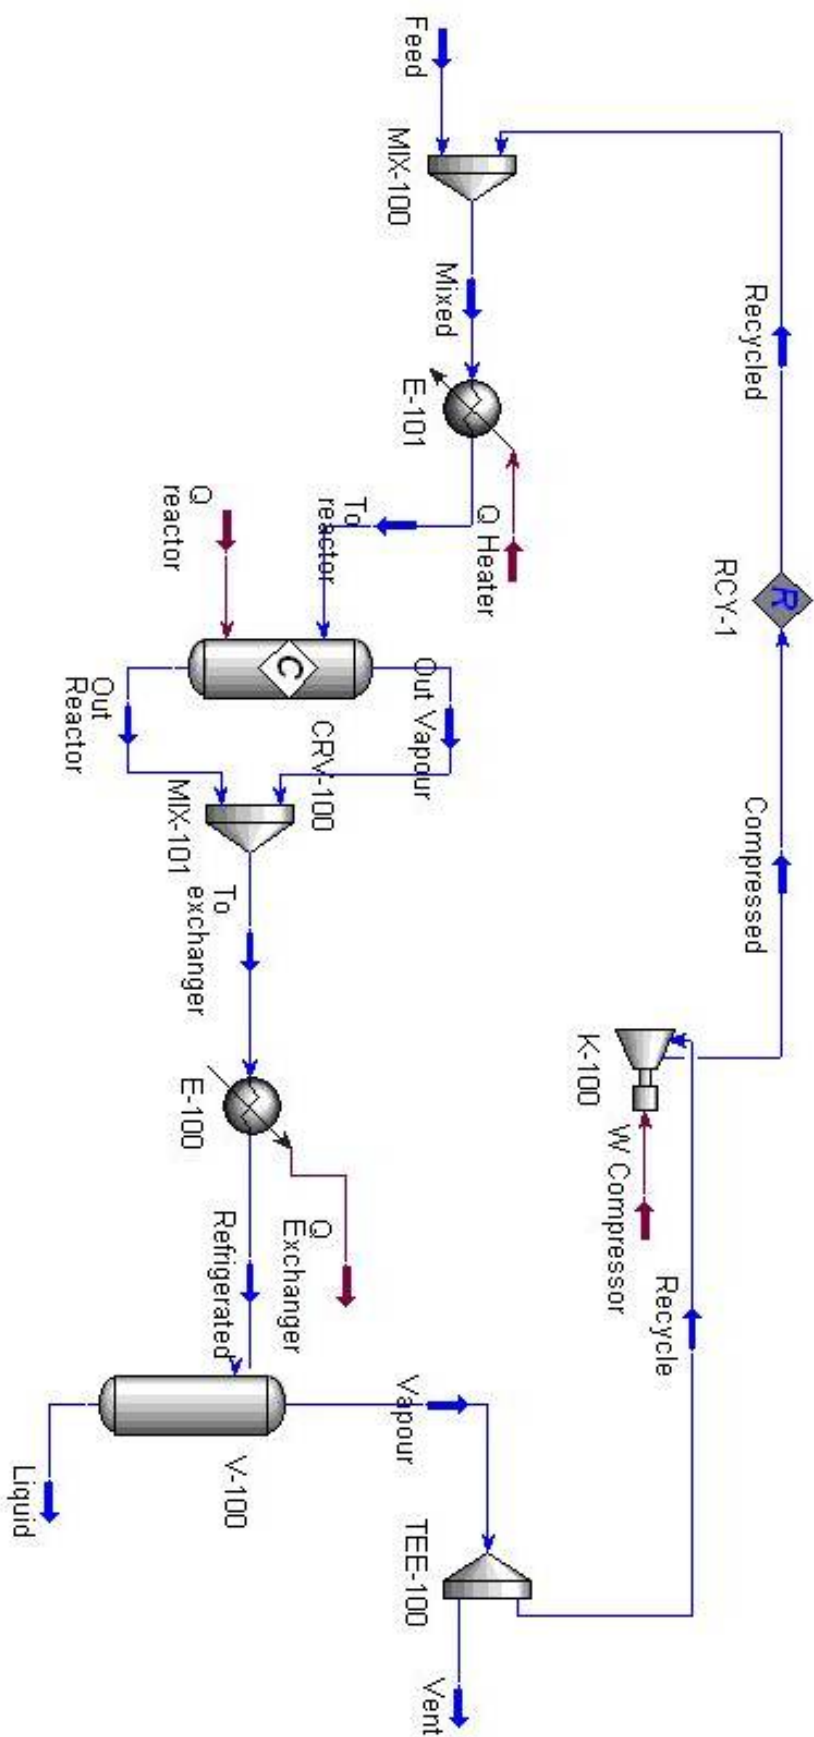 Feed
MIX-100
Mixed
E-101
Q Heater
To
reactor
Q
reactor
C
CRV-100
Out Vapour
Out
Reactor
MIX-101
To
exchanger
E-100
Q
Exchanger
Refrigerated
V-100
Liquid
Vapour
TEE-100
Vent
Recycle
K-100
W Compressor
Compressed
R
RCY-1
Recycled